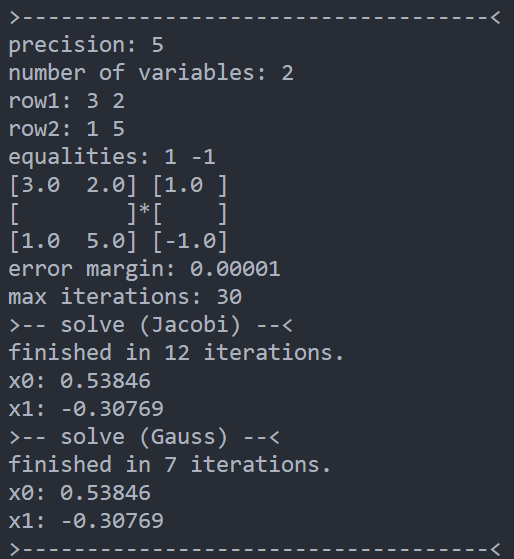 >-----------------------------------<
precision: 5
number of variables: 2
row1: 3 2
row2: 1 5
equalities: 1 -1
[3.0  2.0] [1.0 ]
[        ]*[    ]
[1.0  5.0] [-1.0]
error margin: 0.00001
max iterations: 30
>-- solve (Jacobi) --<
finished in 12 iterations.
x0: 0.53846
x1: -0.30769
>-- solve (Gauss) --<
finished in 7 iterations.
x0: 0.53846
x1: -0.30769
>-----------------------------------<